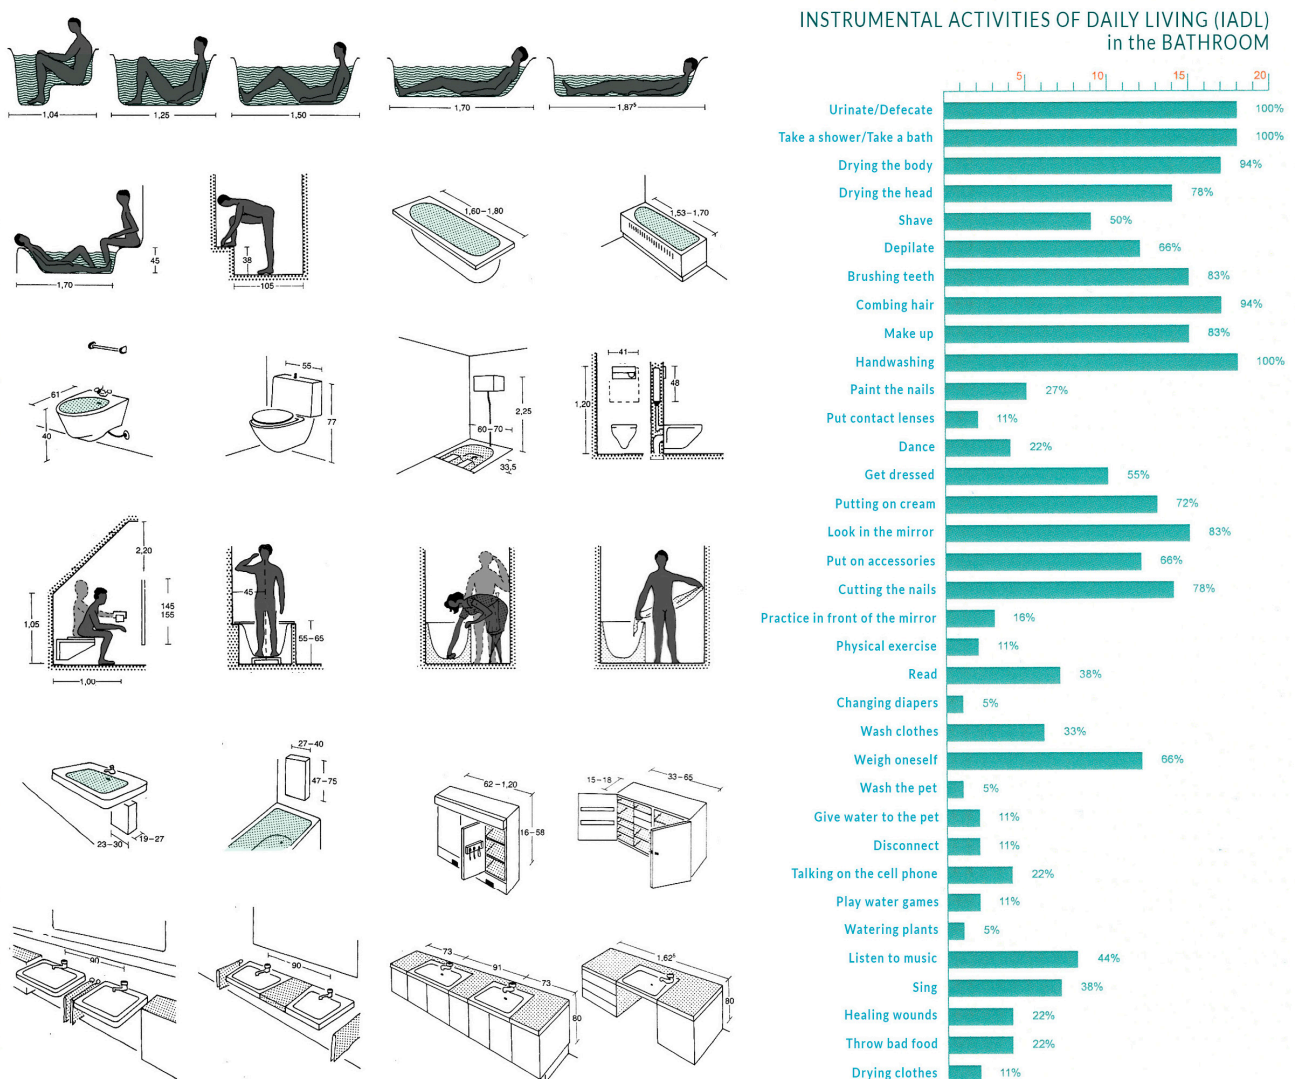 1,04
1,25
1,50
1,70
1,87⁵
1,70
45
38
105
1,60–1,80
1,53–1,70
61
40
55
77
60–70
2,25
33,5
41
1,20
48
2,20
1,05
145
155
1,00
45
55–65
23–30
19–27
27–40
47–75
62–1,20
16–58
15–18
33–65
90
90
73
91
73
80
1,62⁵
80
INSTRUMENTAL ACTIVITIES OF DAILY LIVING (IADL)
in the BATHROOM
5 10 15 20
Urinate/Defecate 100%
Take a shower/Take a bath 100%
Drying the body 94%
Drying the head 78%
Shave 50%
Depilate 66%
Brushing teeth 83%
Combing hair 94%
Make up 83%
Handwashing 100%
Paint the nails 27%
Put contact lenses 11%
Dance 22%
Get dressed 55%
Putting on cream 72%
Look in the mirror 83%
Put on accessories 66%
Cutting the nails 78%
Practice in front of the mirror 16%
Physical exercise 11%
Read 38%
Changing diapers 5%
Wash clothes 33%
Weigh oneself 66%
Wash the pet 5%
Give water to the pet 11%
Disconnect 11%
Talking on the cell phone 22%
Play water games 11%
Watering plants 5%
Listen to music 44%
Sing 38%
Healing wounds 22%
Throw bad food 22%
Drying clothes 11%